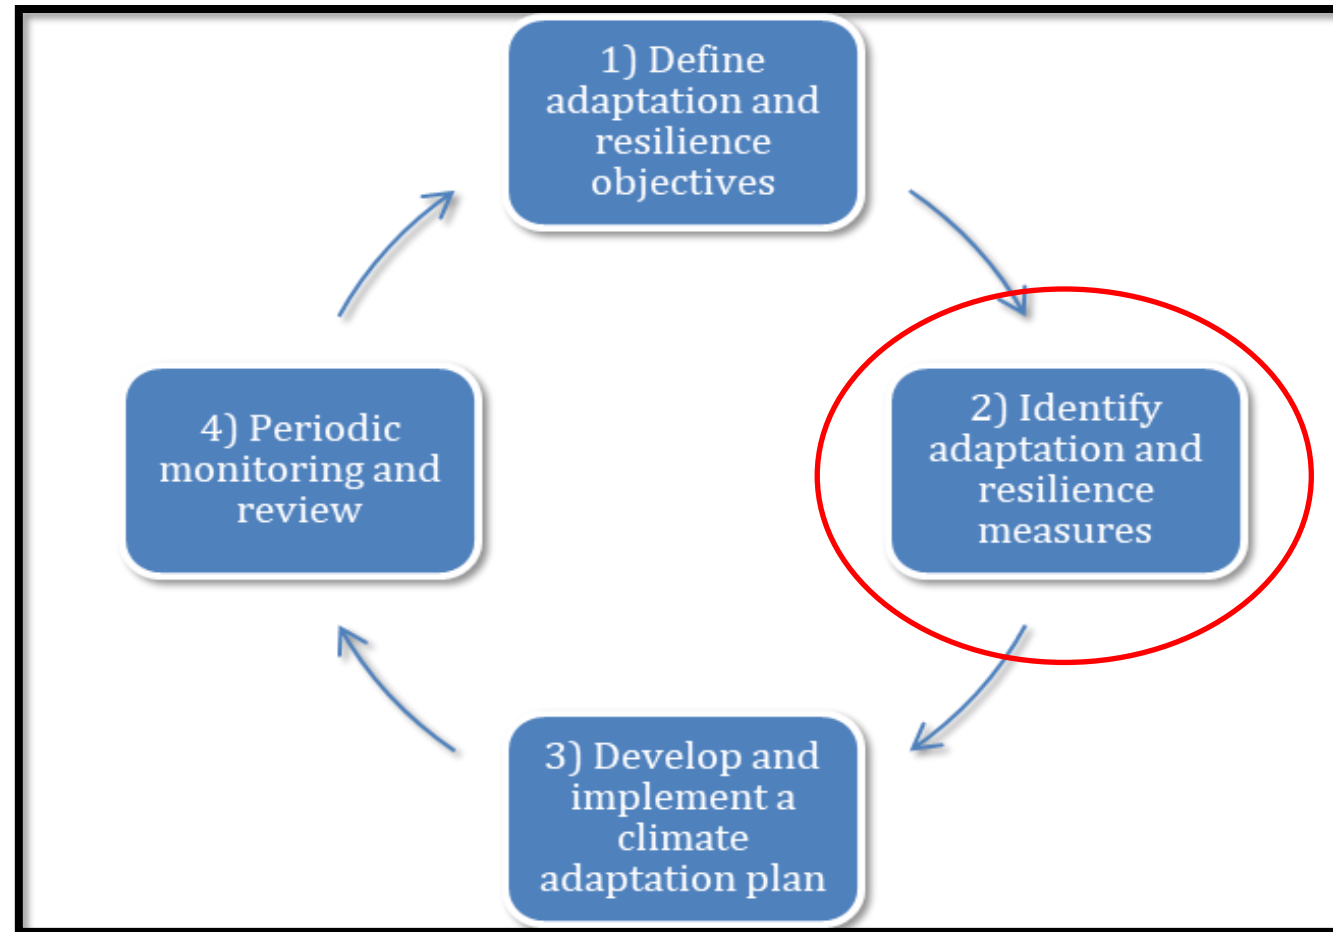 1) Define
adaptation and
resilience
objectives
2) Identify
adaptation and
resilience
measures
3) Develop and
implement a
climate
adaptation plan
4) Periodic
monitoring and
review